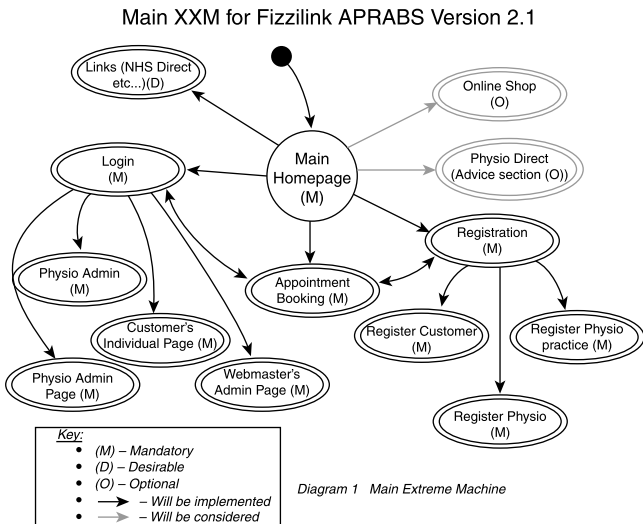 Main XXM for Fizzilink APRABS Version 2.1
Links (NHS Direct
etc...)(D)
Online Shop
(O)
Main
Homepage
(M)
Login
(M)
Physio Direct
(Advice section (O))
Registration
(M)
Physio Admin
(M)
Appointment
Booking (M)
Customer's
Individual Page (M)
Register Customer
(M)
Register Physio
practice (M)
Physio Admin
Page (M)
Webmaster's
Admin Page (M)
Register Physio
(M)
Key:
• (M) – Mandatory
• (D) – Desirable
• (O) – Optional
• – Will be implemented
• – Will be considered
Diagram 1 Main Extreme Machine